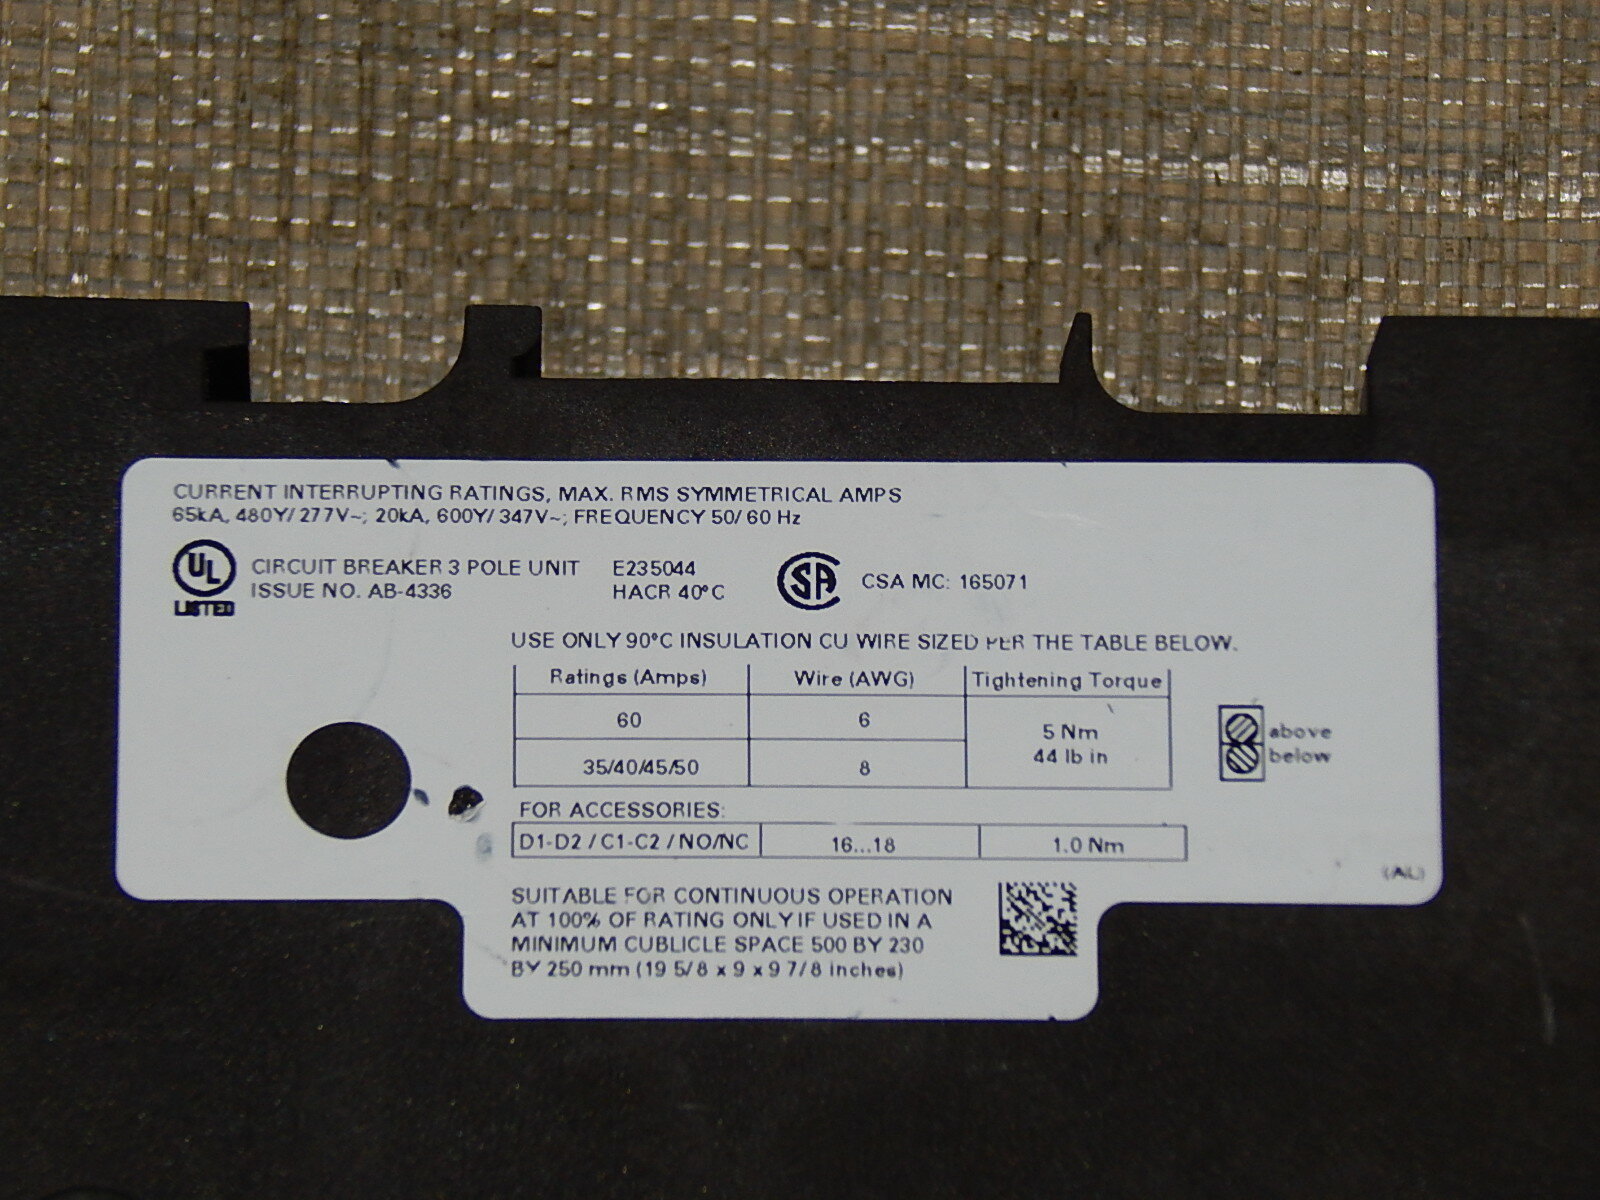 CURRENT INTERRUPTING RATINGS, MAX. RMS SYMMETRICAL AMPS
65kA, 480Y/277V~; 20kA, 600Y/347V~; FREQUENCY 50/60 Hz
UL
LISTED
CIRCUIT BREAKER 3 POLE UNIT E235044
ISSUE NO. AB-4336 HACR 40°C
SA CSA MC: 165071
USE ONLY 90°C INSULATION CU WIRE SIZED PER THE TABLE BELOW.
Ratings (Amps) Wire (AWG) Tightening Torque
60 6
5 Nm
44 lb in
35/40/45/50 8
above
below
FOR ACCESSORIES:
D1-D2 / C1-C2 / NO/NC 16...18 1.0 Nm
(AL)
SUITABLE FOR CONTINUOUS OPERATION
AT 100% OF RATING ONLY IF USED IN A
MINIMUM CUBLICLE SPACE 500 BY 230
BY 250 mm (19 5/8 x 9 x 9 7/8 inches)